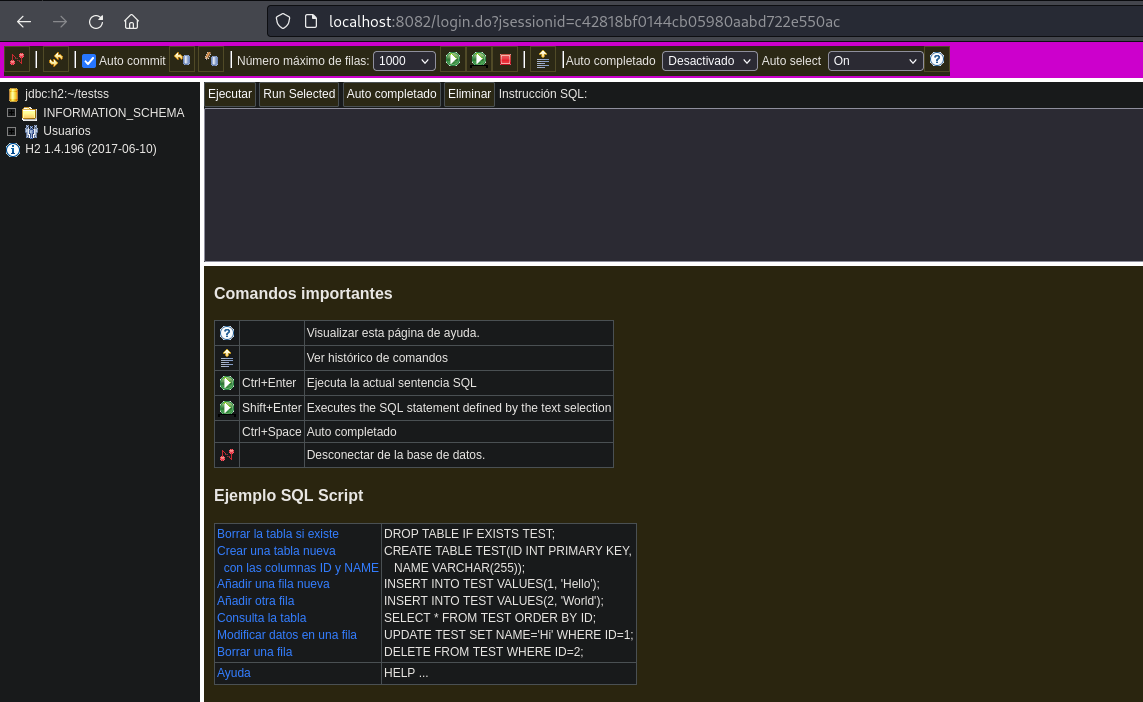 localhost:8082/login.do?jsessionid=c42818bf0144cb05980aabd722e550ac
Auto commit Número máximo de filas: 1000 Auto completado Desactivado Auto select On
jdbc:h2:~/testss
INFORMATION_SCHEMA
Usuarios
H2 1.4.196 (2017-06-10)
Ejecutar Run Selected Auto completado Eliminar Instrucción SQL:
Comandos importantes
Visualizar esta página de ayuda.
Ver histórico de comandos
Ctrl+Enter Ejecuta la actual sentencia SQL
Shift+Enter Executes the SQL statement defined by the text selection
Ctrl+Space Auto completado
Desconectar de la base de datos.
Ejemplo SQL Script
Borrar la tabla si existe DROP TABLE IF EXISTS TEST;
Crear una tabla nueva CREATE TABLE TEST(ID INT PRIMARY KEY,
con las columnas ID y NAME NAME VARCHAR(255));
Añadir una fila nueva INSERT INTO TEST VALUES(1, 'Hello');
Añadir otra fila INSERT INTO TEST VALUES(2, 'World');
Consulta la tabla SELECT * FROM TEST ORDER BY ID;
Modificar datos en una fila UPDATE TEST SET NAME='Hi' WHERE ID=1;
Borrar una fila DELETE FROM TEST WHERE ID=2;
Ayuda HELP ...